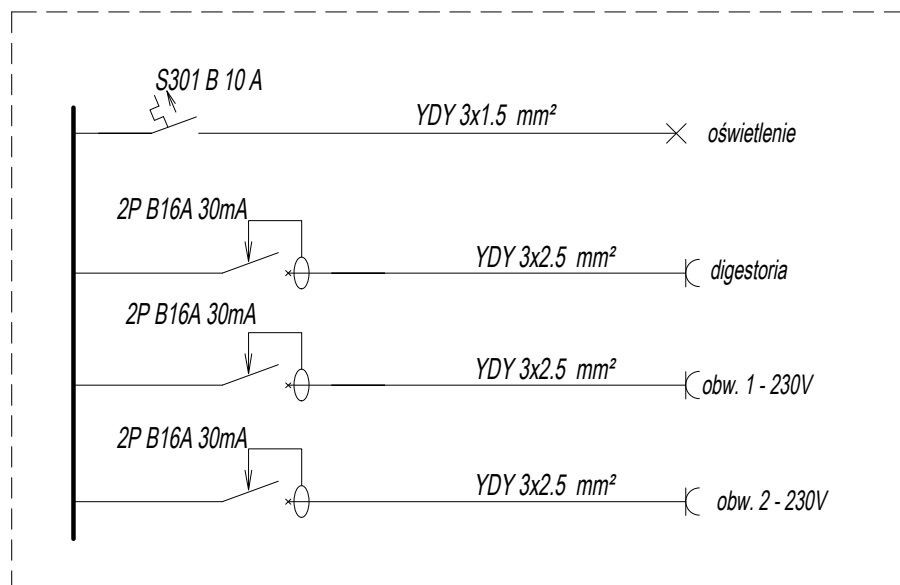 S301 B 10 A
YDY 3x1.5 mm²
oświetlenie
2P B16A 30mA
YDY 3x2.5 mm²
digestoria
2P B16A 30mA
YDY 3x2.5 mm²
obw. 1 - 230V
2P B16A 30mA
YDY 3x2.5 mm²
obw. 2 - 230V